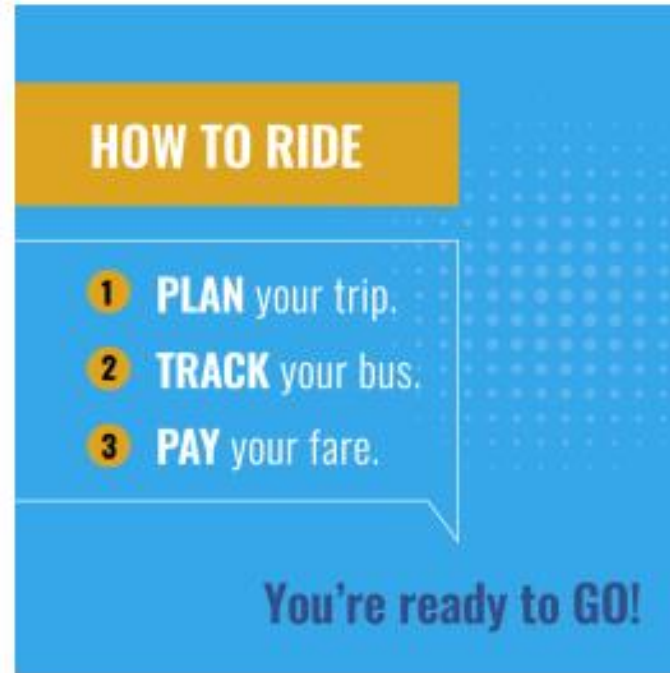 HOW TO RIDE
1 PLAN your trip.
2 TRACK your bus.
3 PAY your fare.
You're ready to GO!